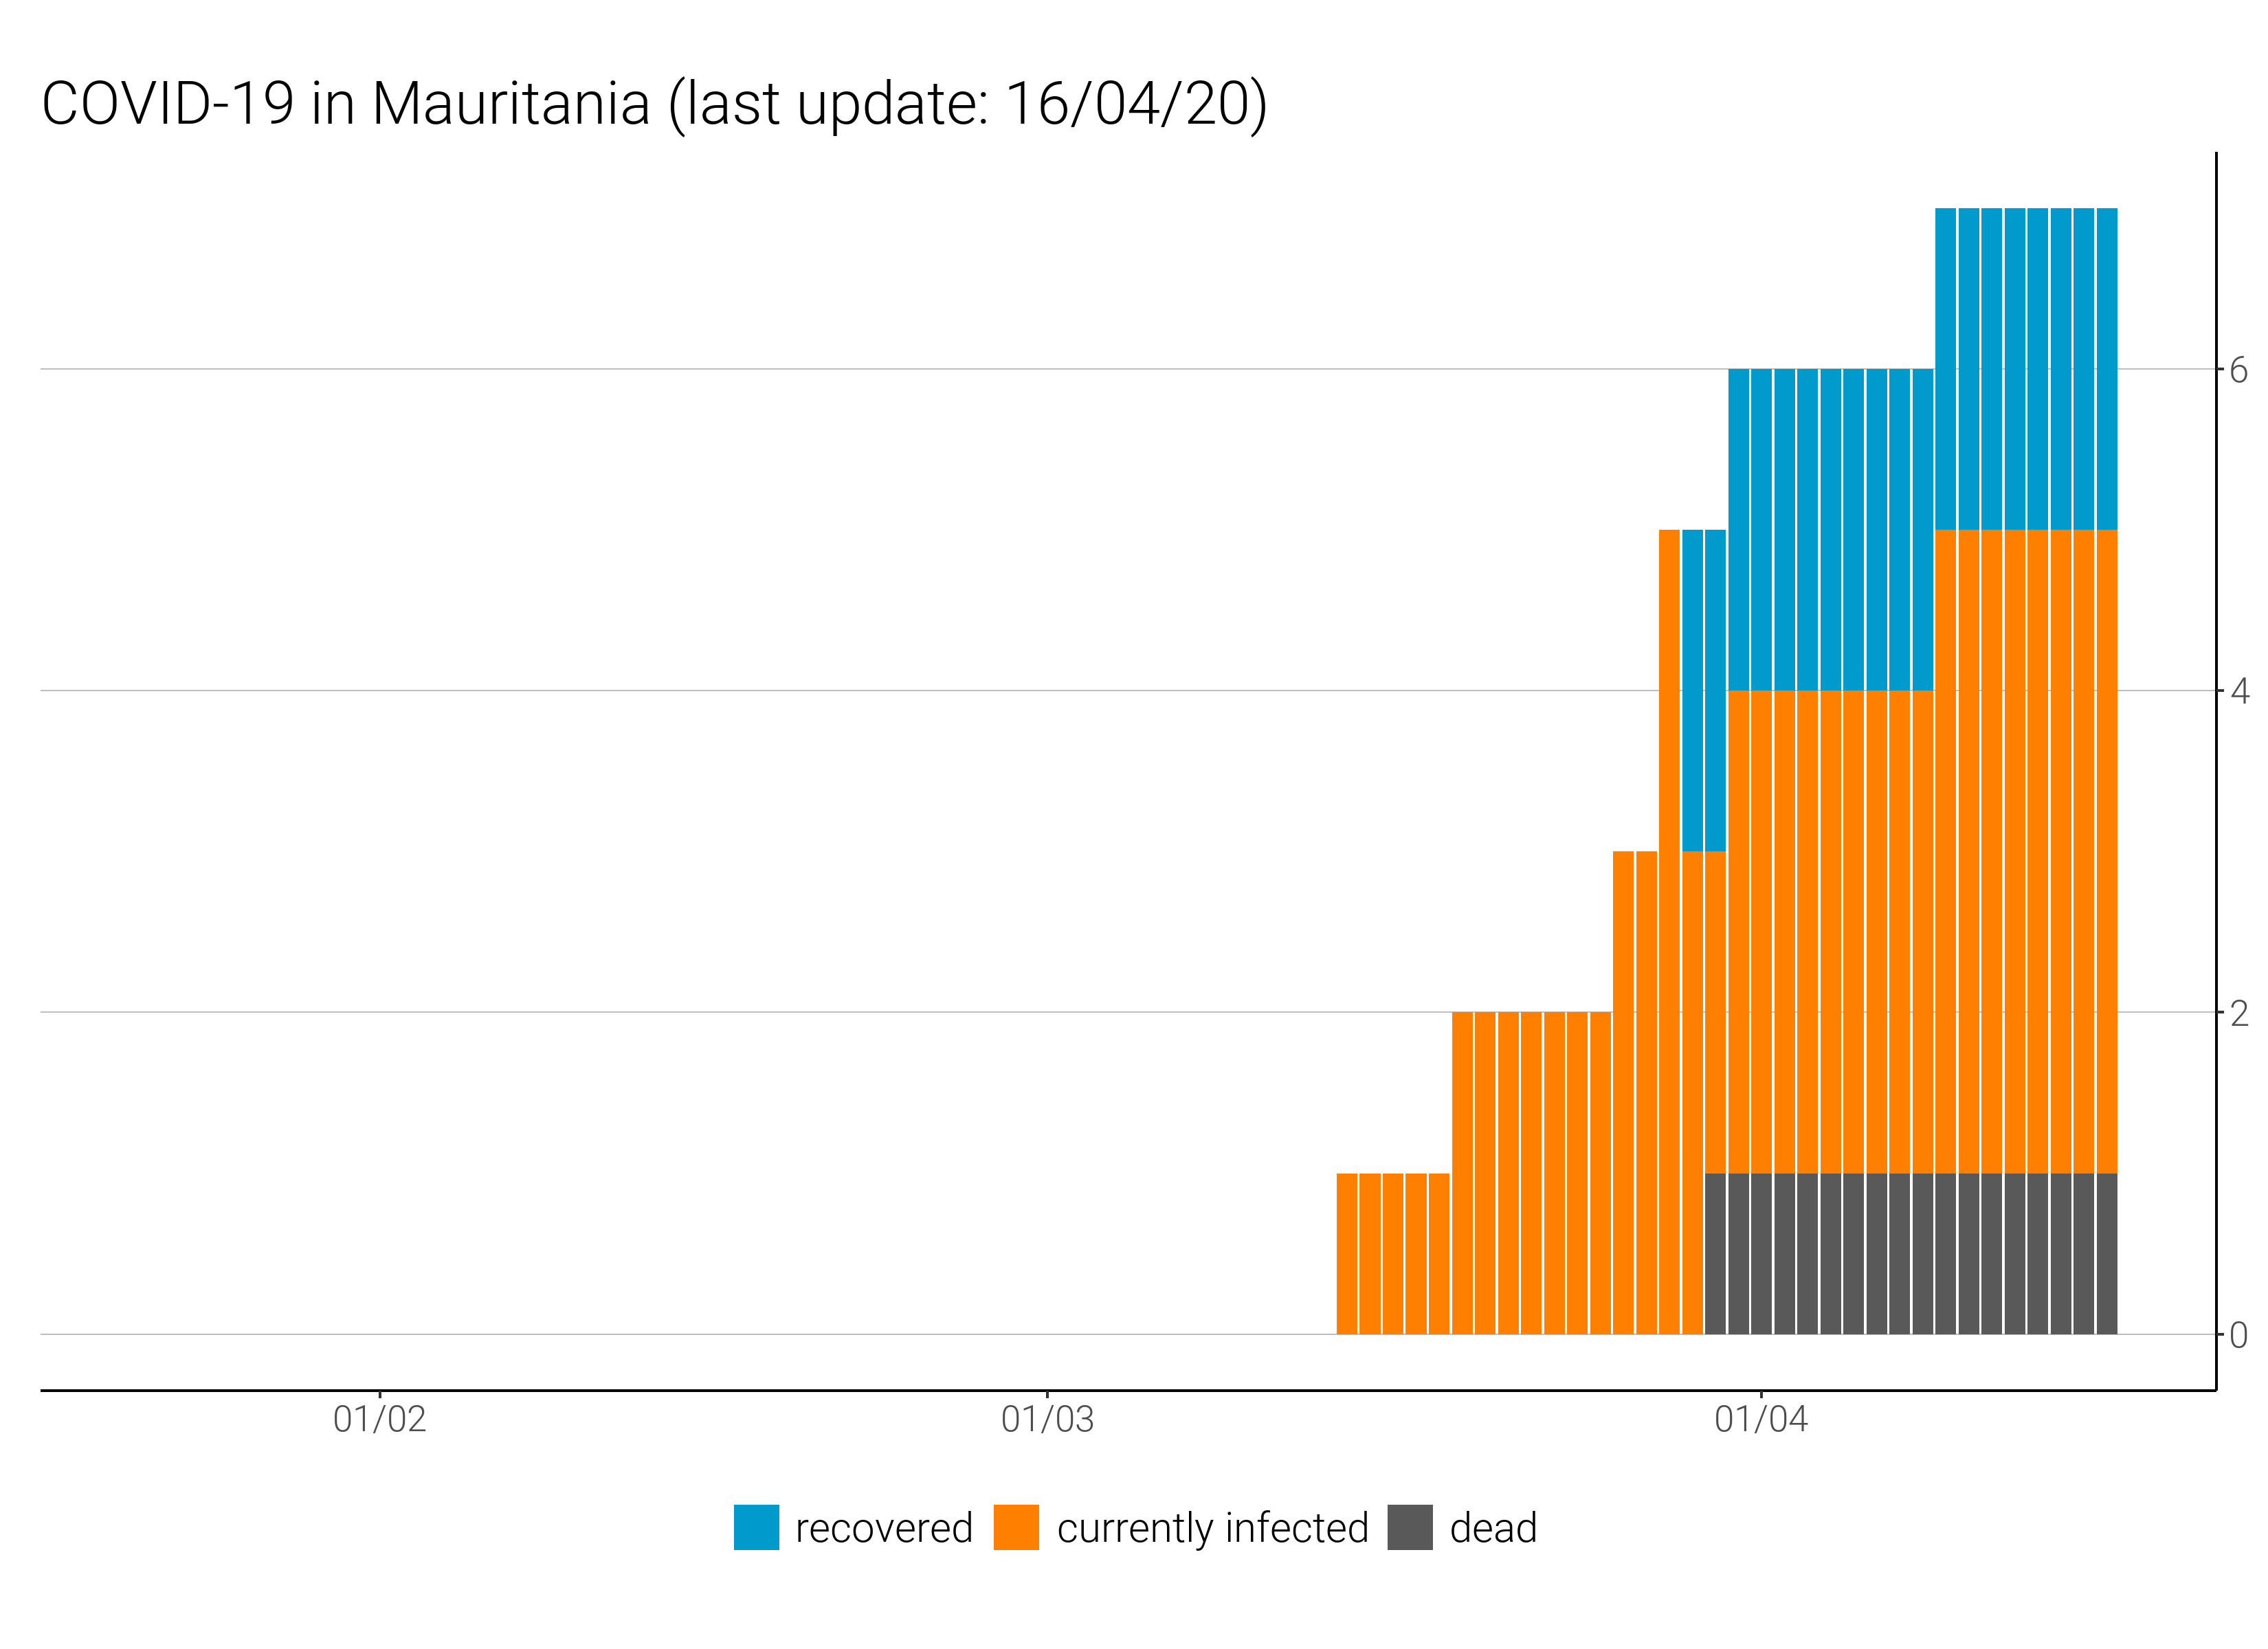 COVID-19 in Mauritania (last update: 16/04/20)
6
4
2
0
01/02 01/03 01/04
recovered currently infected dead